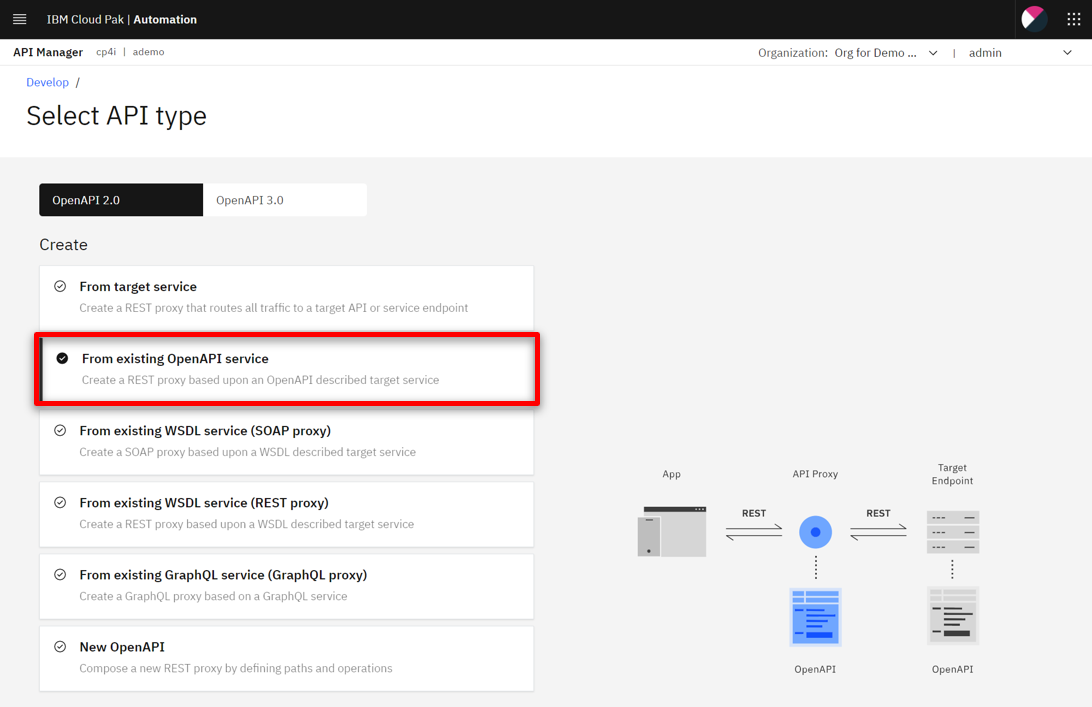 IBM Cloud Pak | Automation
API Manager cp4i | ademo Organization: Org for Demo ... | admin
Develop /
Select API type
OpenAPI 2.0 OpenAPI 3.0
Create
From target service
Create a REST proxy that routes all traffic to a target API or service endpoint
From existing OpenAPI service
Create a REST proxy based upon an OpenAPI described target service
From existing WSDL service (SOAP proxy)
Create a SOAP proxy based upon a WSDL described target service
From existing WSDL service (REST proxy)
Create a REST proxy based upon a WSDL described target service
From existing GraphQL service (GraphQL proxy)
Create a GraphQL proxy based on a GraphQL service
New OpenAPI
Compose a new REST proxy by defining paths and operations
App
API Proxy
Target
Endpoint
REST
REST
OpenAPI
OpenAPI